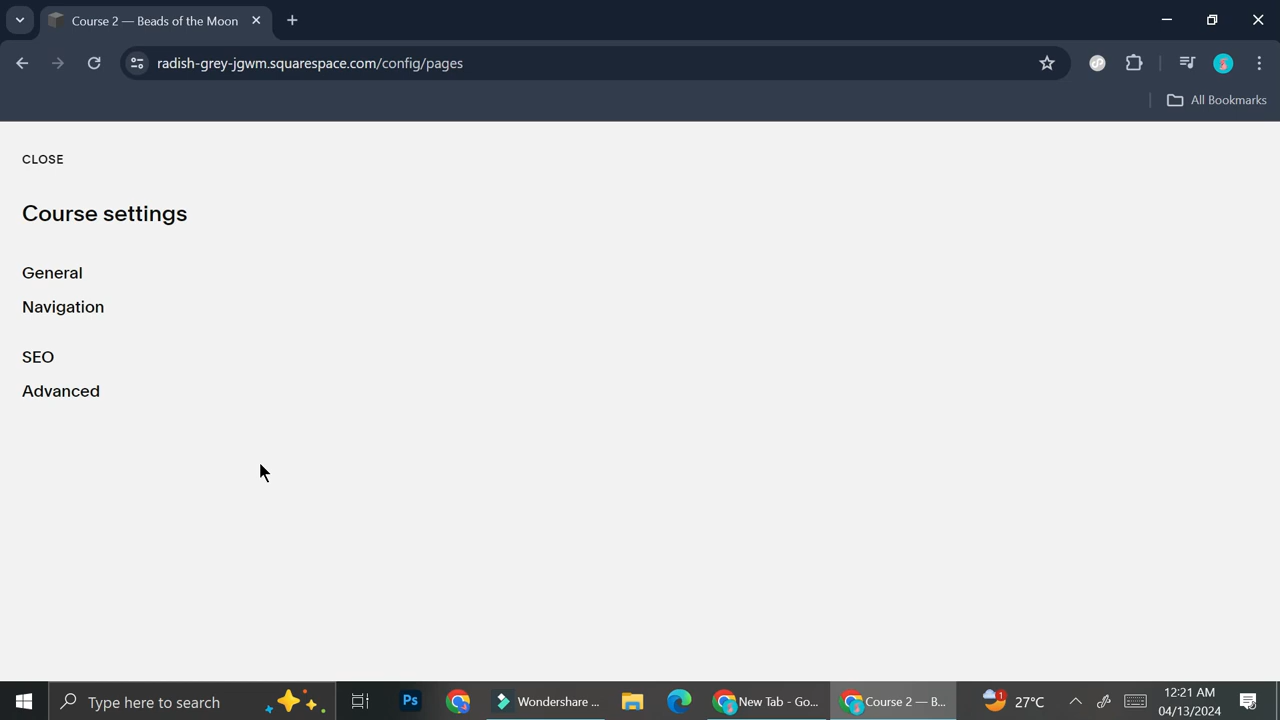 Course 2 — Beads of the Moon
radish-grey-jgwm.squarespace.com/config/pages
All Bookmarks
CLOSE
Course settings
General
Navigation
SEO
Advanced
Type here to search
Ps
Wondershare ...
New Tab - Go...
Course 2 — B...
1
27°C
12:21 AM
04/13/2024